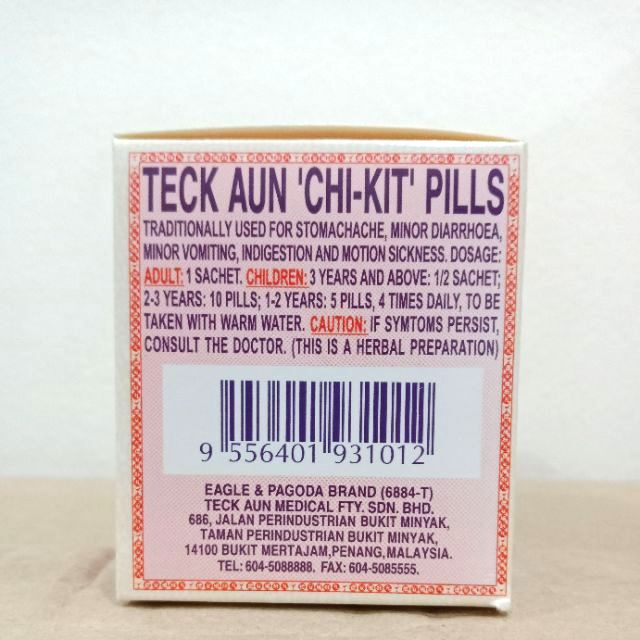 TECK AUN 'CHI-KIT' PILLS
TRADITIONALLY USED FOR STOMACHACHE, MINOR DIARRHOEA,
MINOR VOMITING, INDIGESTION AND MOTION SICKNESS. DOSAGE:
ADULT: 1 SACHET. CHILDREN: 3 YEARS AND ABOVE: 1/2 SACHET;
2-3 YEARS: 10 PILLS; 1-2 YEARS: 5 PILLS, 4 TIMES DAILY, TO BE
TAKEN WITH WARM WATER. CAUTION: IF SYMTOMS PERSIST,
CONSULT THE DOCTOR. (THIS IS A HERBAL PREPARATION)
9 556401 931012
EAGLE & PAGODA BRAND (6884-T)
TECK AUN MEDICAL FTY. SDN. BHD.
686, JALAN PERINDUSTRIAN BUKIT MINYAK,
TAMAN PERINDUSTRIAN BUKIT MINYAK,
14100 BUKIT MERTAJAM,PENANG,MALAYSIA.
TEL: 604-5088888. FAX: 604-5085555.